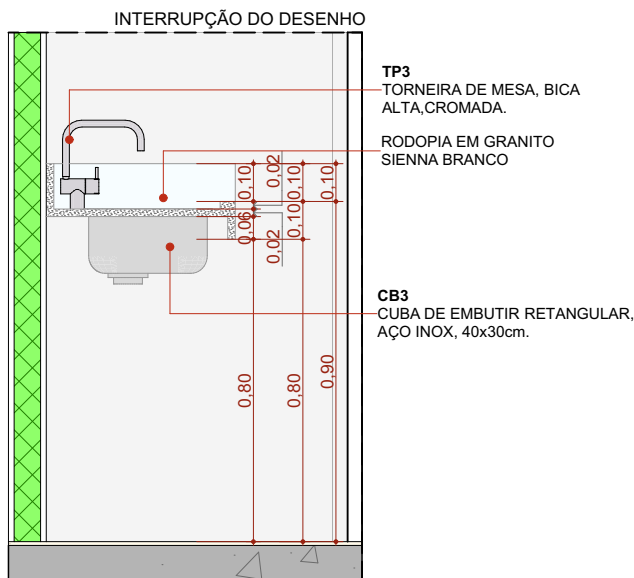 INTERRUPÇÃO DO DESENHO
TP3
TORNEIRA DE MESA, BICA
ALTA,CROMADA.
RODOPIA EM GRANITO
SIENNA BRANCO
0,10
0,02
0,10
0,10
0,06
0,10
0,02
CB3
CUBA DE EMBUTIR RETANGULAR,
AÇO INOX, 40x30cm.
0,80
0,80
0,90